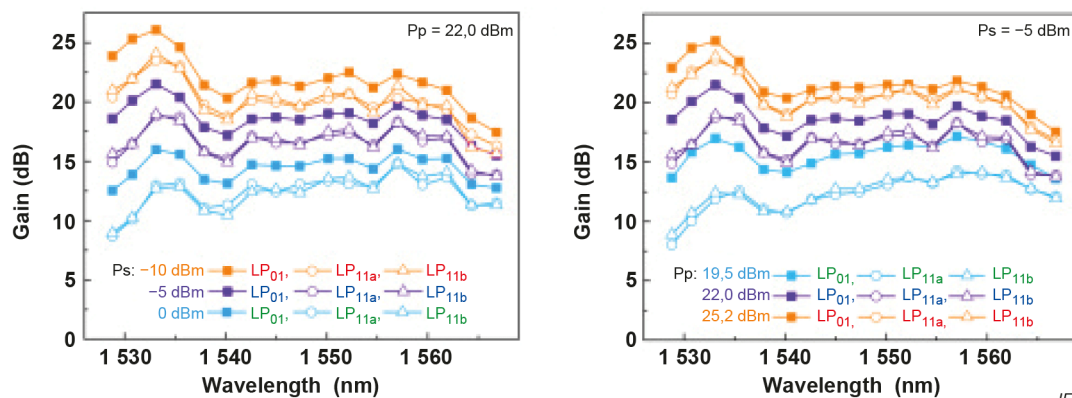 Pp = 22,0 dBm
25
20
15
10
5
0
Gain (dB)
Ps: −10 dBm LP01, LP11a, LP11b
−5 dBm LP01, LP11a, LP11b
0 dBm LP01, LP11a, LP11b
1 530 1 540 1 550 1 560
Wavelength (nm)
Ps = −5 dBm
25
20
15
10
5
0
Gain (dB)
Pp: 19,5 dBm LP01, LP11a LP11b
22,0 dBm LP01, LP11a, LP11b
25,2 dBm LP01, LP11a, LP11b
1 530 1 540 1 550 1 560
Wavelength (nm)